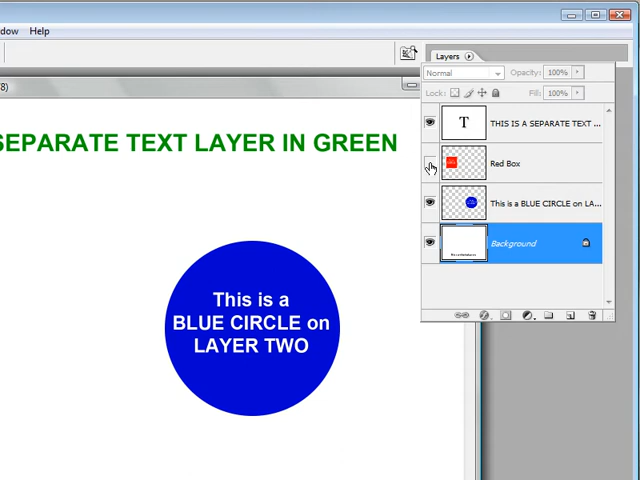 dow Help
Layers
8)
Normal Opacity: 100%
Lock: Fill: 100%
SEPARATE TEXT LAYER IN GREEN
T THIS IS A SEPARATE TEXT ...
Red Box
This is a BLUE CIRCLE on LA...
Background
This is a
BLUE CIRCLE on
LAYER TWO